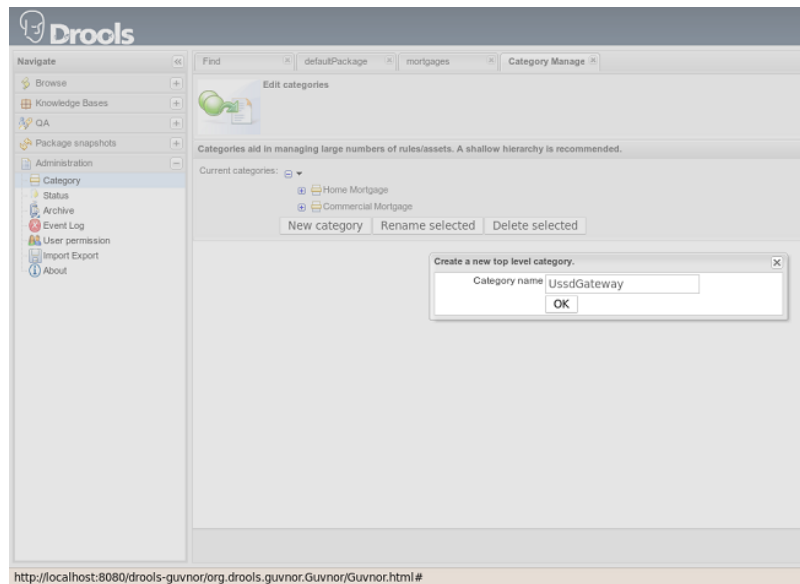 Drools
Navigate
Find
defaultPackage
mortgages
Category Manage
Browse
Knowledge Bases
QA
Package snapshots
Administration
Category
Status
Archive
Event Log
User permission
Import Export
About
Edit categories
Categories aid in managing large numbers of rules/assets. A shallow hierarchy is recommended.
Current categories:
Home Mortgage
Commercial Mortgage
New category Rename selected Delete selected
Create a new top level category.
Category name UssdGateway
OK
http://localhost:8080/drools-guvnor/org.drools.guvnor.Guvnor/Guvnor.html#